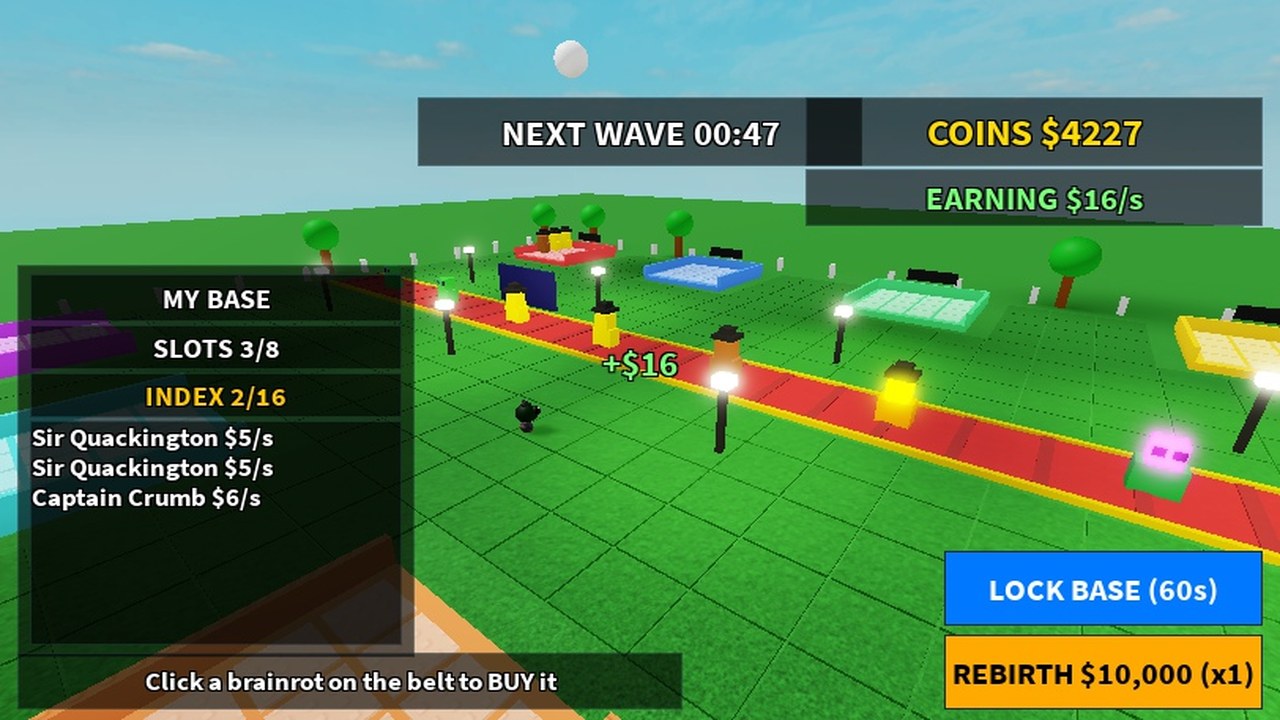 NEXT WAVE 00:47
COINS $4227
EARNING $16/s
MY BASE
SLOTS 3/8
INDEX 2/16
Sir Quackington $5/s
Sir Quackington $5/s
Captain Crumb $6/s
+$16
LOCK BASE (60s)
REBIRTH $10,000 (x1)
Click a brainrot on the belt to BUY it